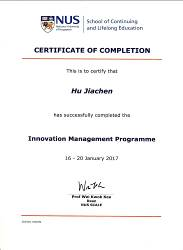 NUS
National University
of Singapore
School of Continuing
and Lifelong Education
CERTIFICATE OF COMPLETION
This is to certify that
Hu Jiachen
has successfully completed the
Innovation Management Programme
16 - 20 January 2017
Prof Wei Kwok Kee
Dean
NUS SCALE